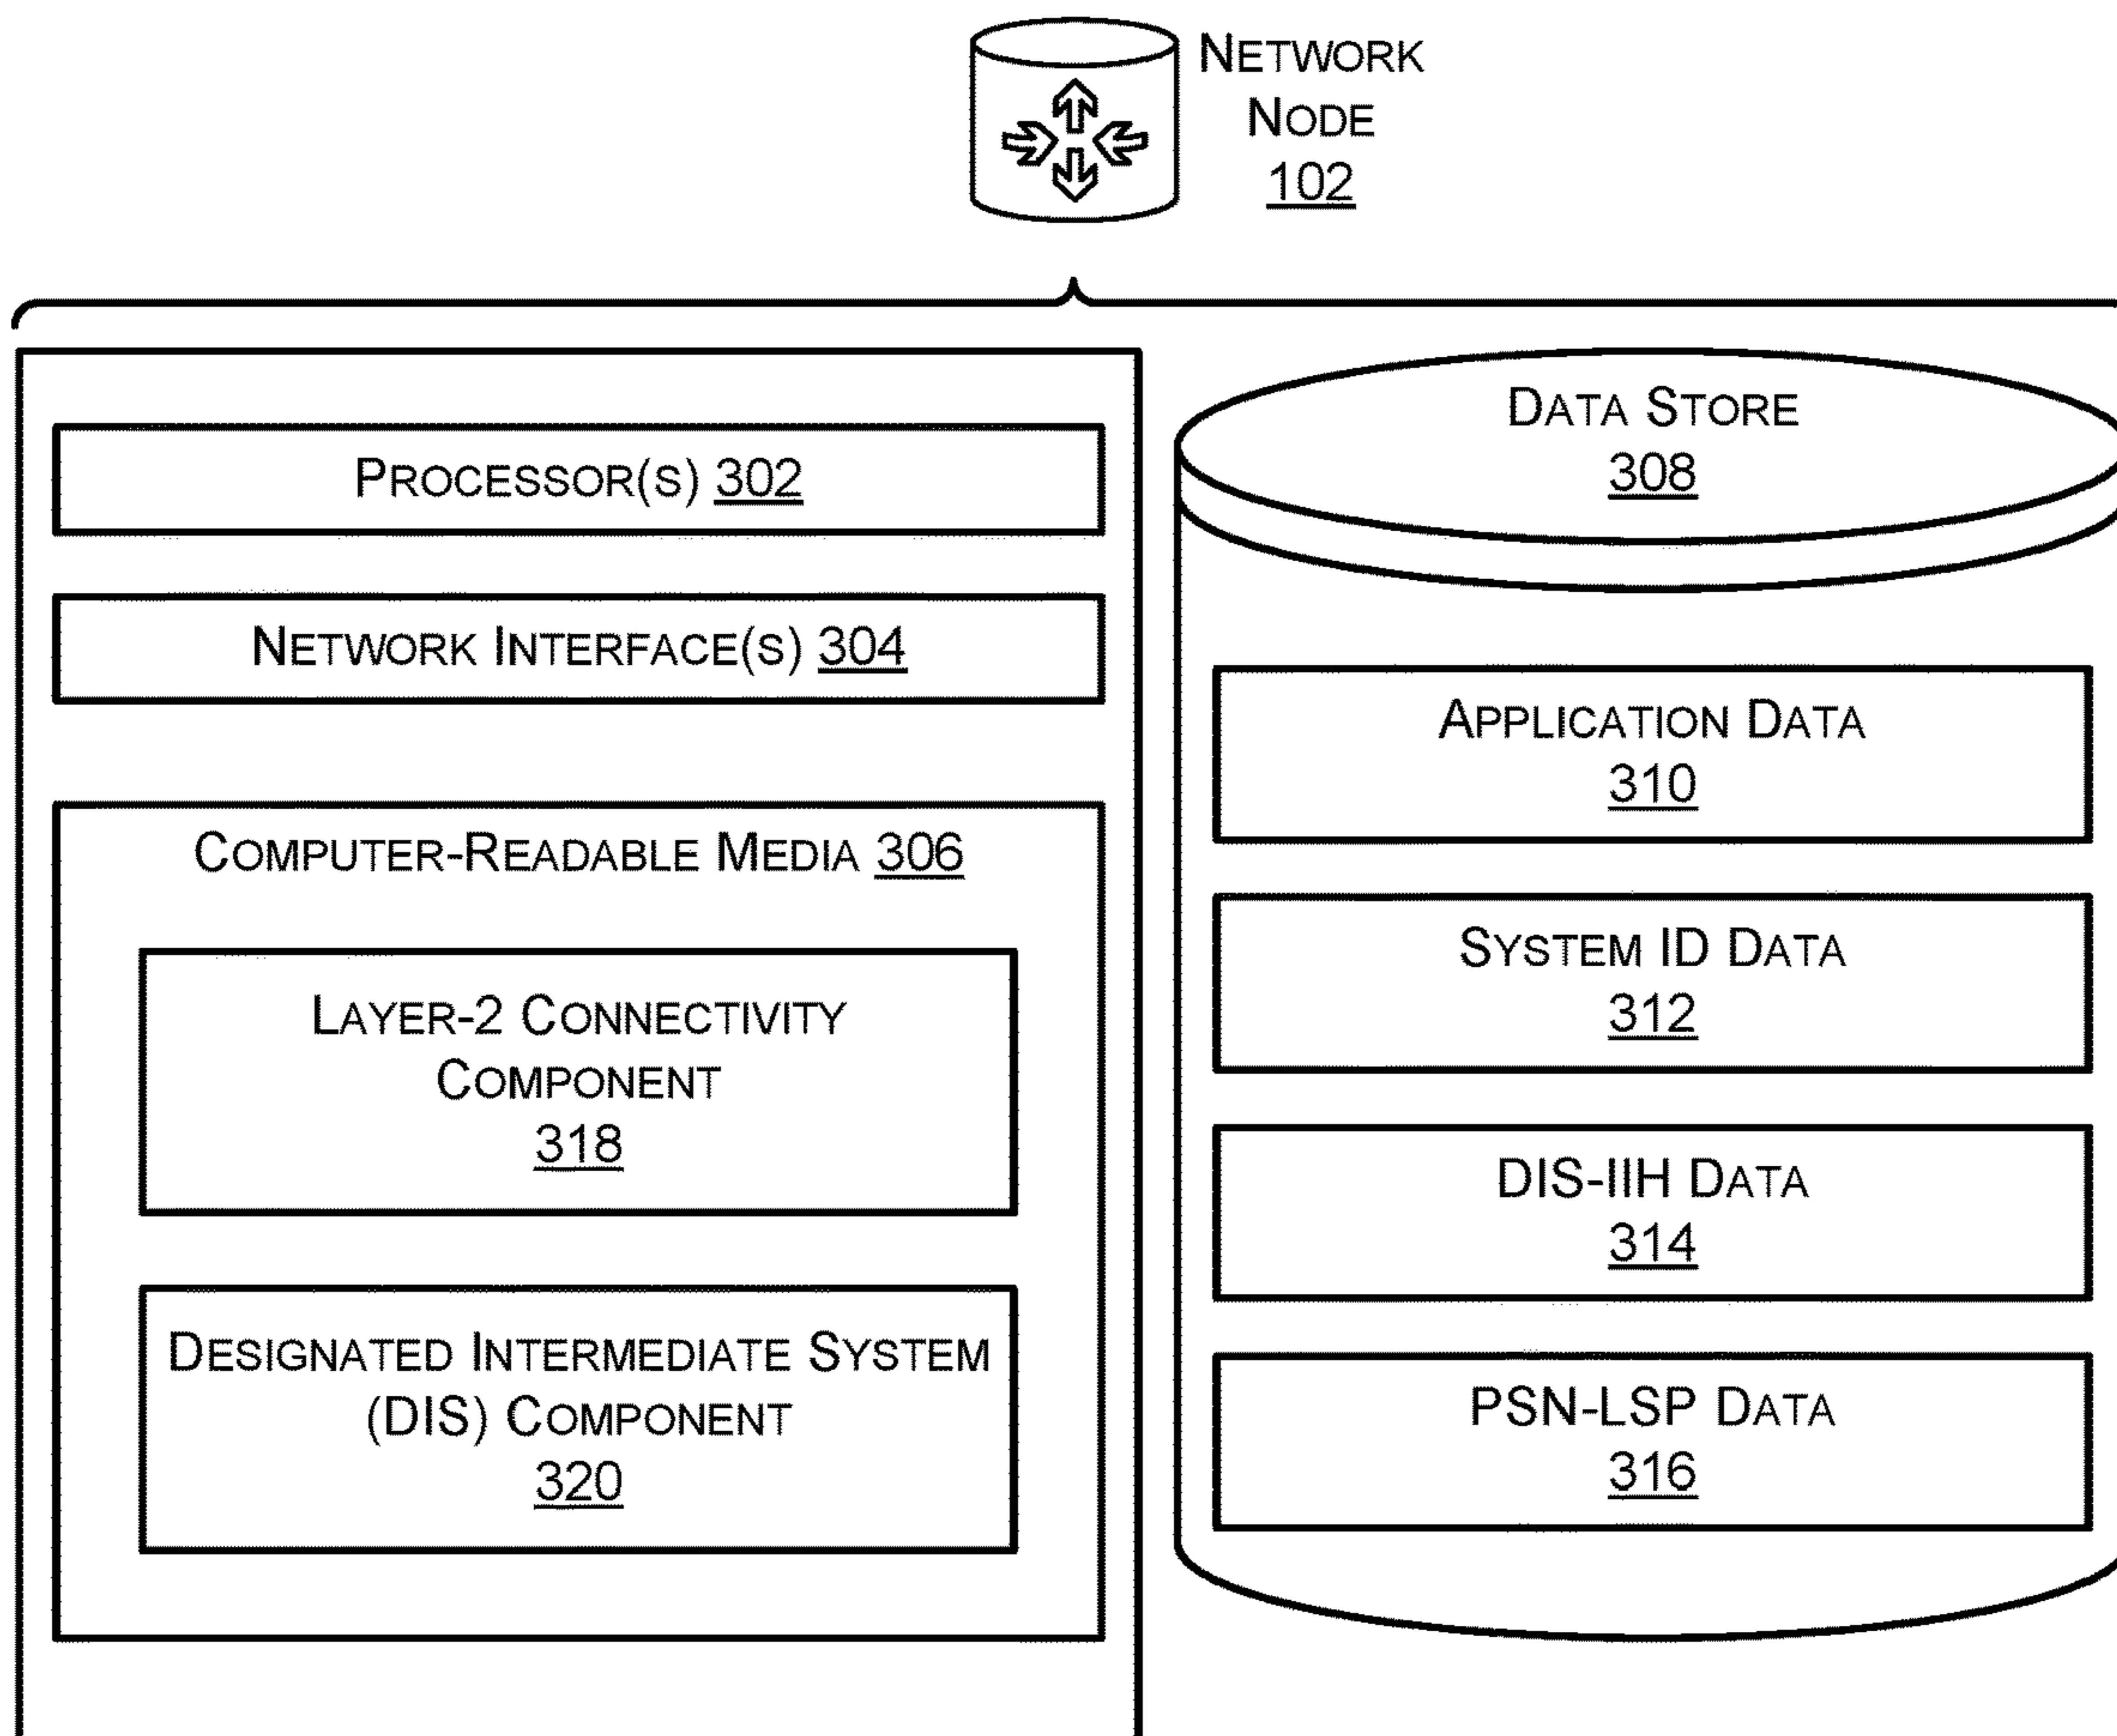 NETWORK
NODE
102
PROCESSOR(S) 302
NETWORK INTERFACE(S) 304
COMPUTER-READABLE MEDIA 306
LAYER-2 CONNECTIVITY
COMPONENT
318
DESIGNATED INTERMEDIATE SYSTEM
(DIS) COMPONENT
320
DATA STORE
308
APPLICATION DATA
310
SYSTEM ID DATA
312
DIS-IIH DATA
314
PSN-LSP DATA
316